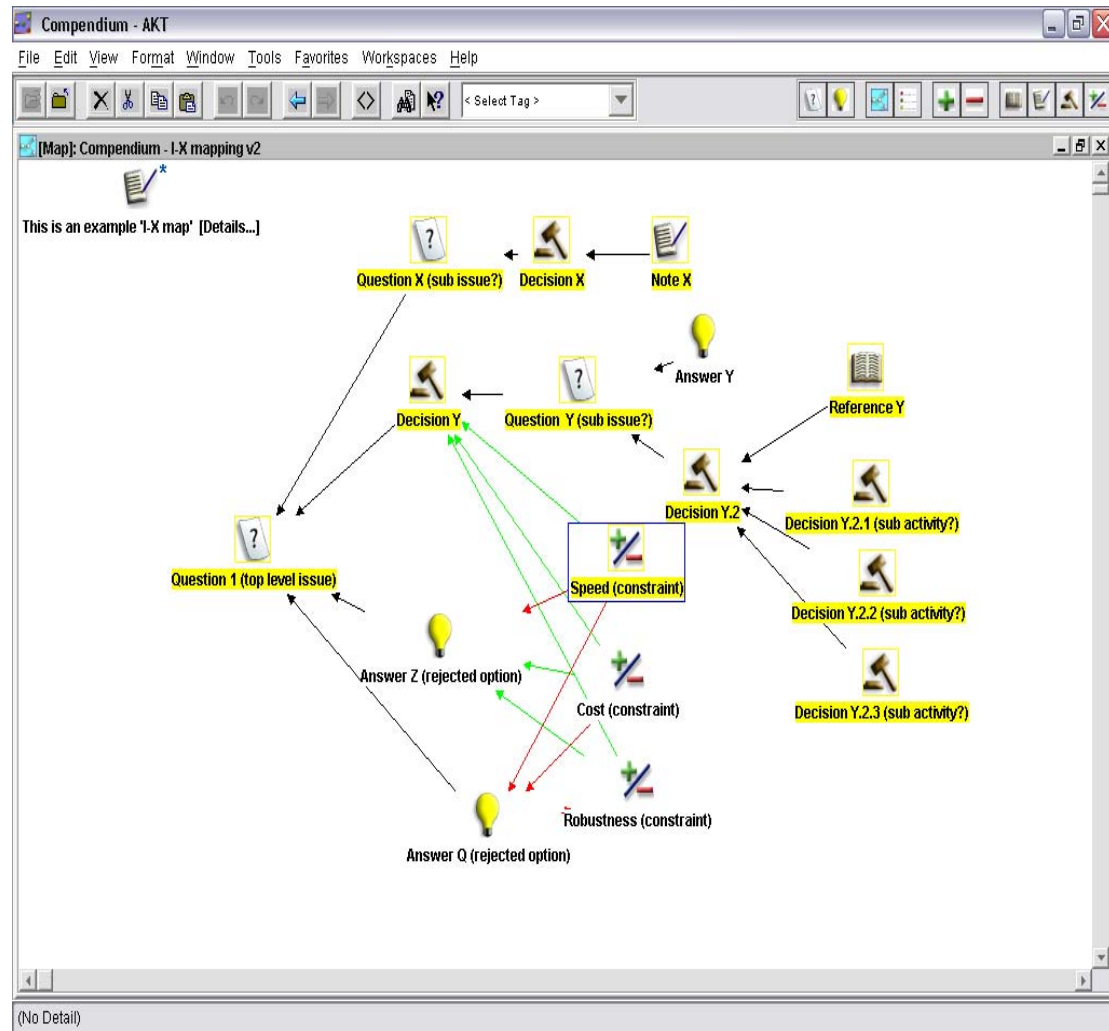 Compendium - AKT
File Edit View Format Window Tools Favorites Workspaces Help
< Select Tag >
[Map]: Compendium - I-X mapping v2
This is an example 'I-X map' [Details...]
Question X (sub issue?)
Decision X
Note X
Answer Y
Decision Y
Question Y (sub issue?)
Reference Y
Decision Y.2
Decision Y.2.1 (sub activity?)
Question 1 (top level issue)
Speed (constraint)
Decision Y.2.2 (sub activity?)
Answer Z (rejected option)
Cost (constraint)
Decision Y.2.3 (sub activity?)
Robustness (constraint)
Answer Q (rejected option)
(No Detail)